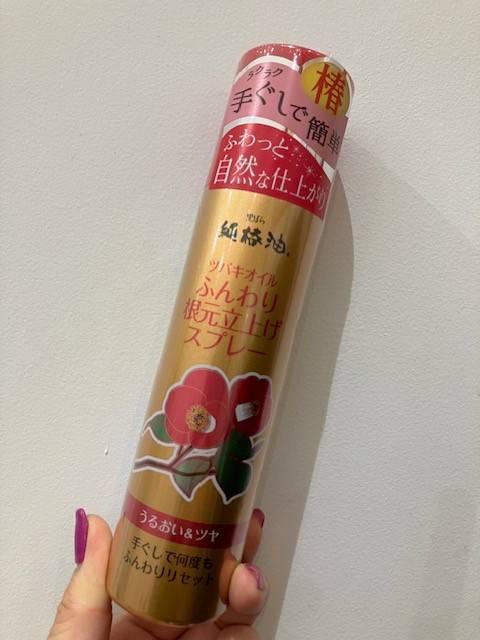 椿
ラクラク
手ぐしで簡単
ふわっと
自然な仕上がり
黒ばら
純椿油
ツバキオイル
ふんわり
根元立上げ
スプレー
うるおい&ツヤ
手ぐしで何度も
ふんわりリセット